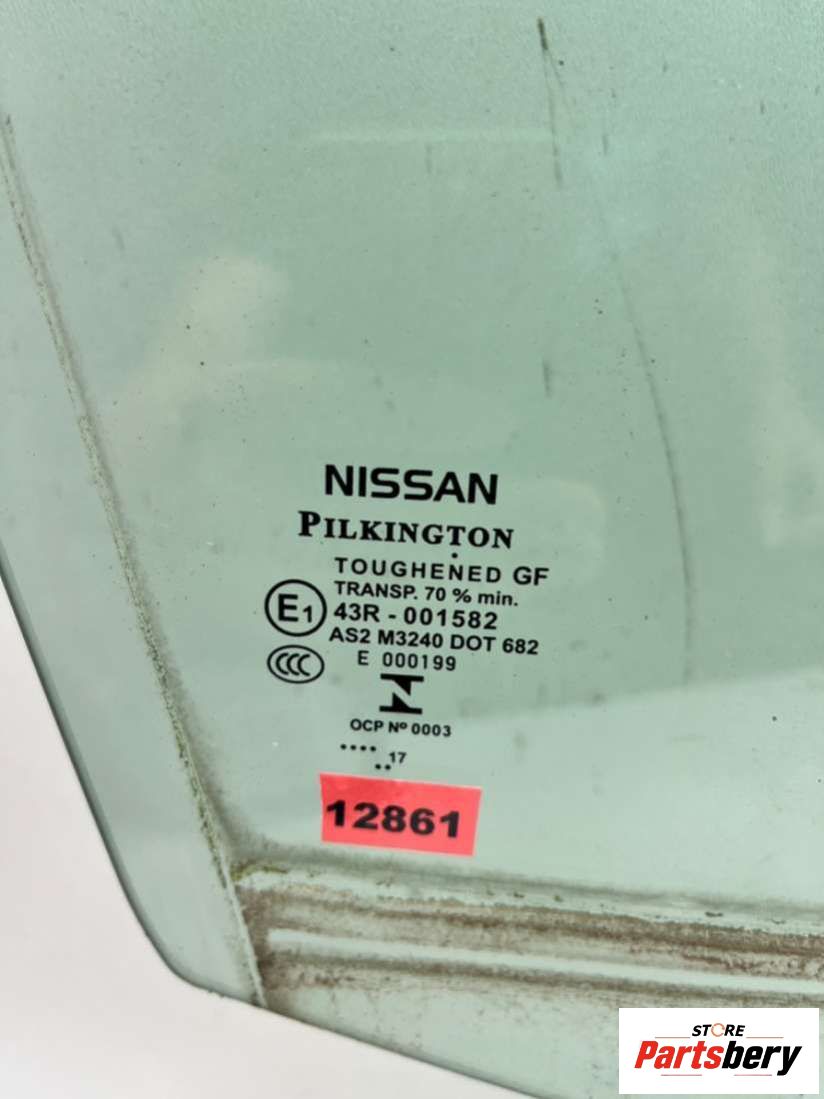 NISSAN
PILKINGTON
TOUGHENED GF
TRANSP. 70 % min.
E1 43R - 001582
AS2 M3240 DOT 682
CCC E 000199
N
OCP Nº 0003
.... 17
..
12861
STORE
Partsbery